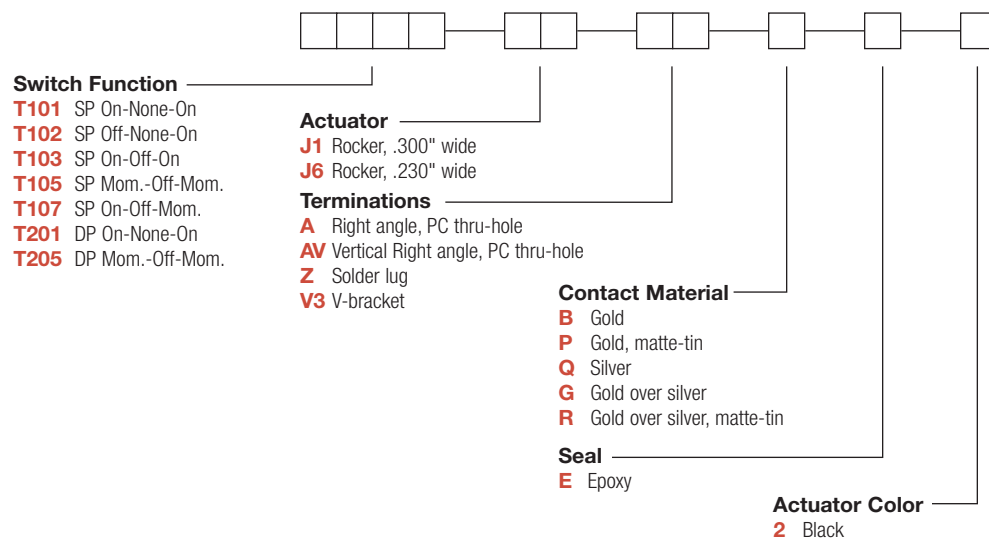 Switch Function
T101 SP On-None-On
T102 SP Off-None-On
T103 SP On-Off-On
T105 SP Mom.-Off-Mom.
T107 SP On-Off-Mom.
T201 DP On-None-On
T205 DP Mom.-Off-Mom.
Actuator
J1 Rocker, .300" wide
J6 Rocker, .230" wide
Terminations
A Right angle, PC thru-hole
AV Vertical Right angle, PC thru-hole
Z Solder lug
V3 V-bracket
Contact Material
B Gold
P Gold, matte-tin
Q Silver
G Gold over silver
R Gold over silver, matte-tin
Seal
E Epoxy
Actuator Color
2 Black